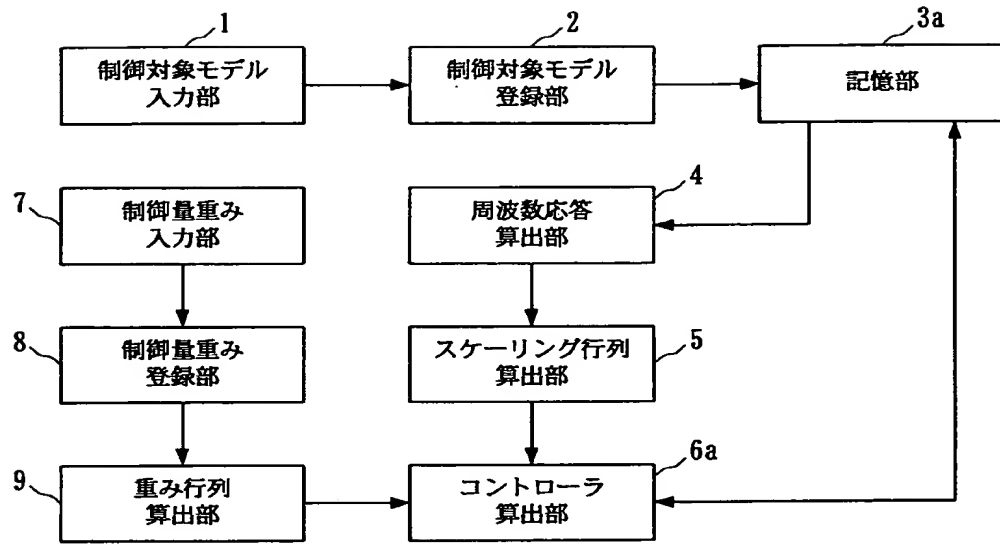 1
制御対象モデル
入力部
2
制御対象モデル
登録部
3a
記憶部
7
制御量重み
入力部
4
周波数応答
算出部
8
制御量重み
登録部
スケーリング行列
算出部
5
9
重み行列
算出部
コントローラ
算出部
6a